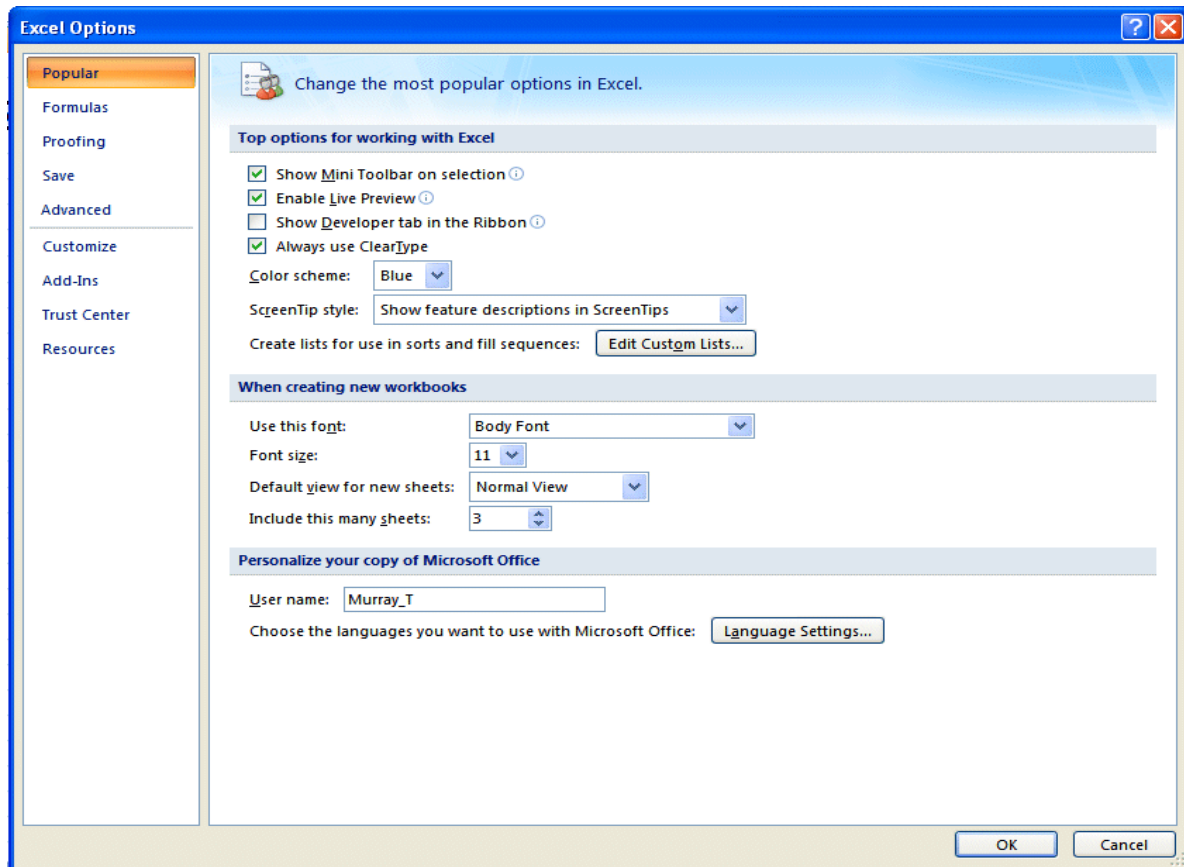 Excel Options
Popular
Formulas
Proofing
Save
Advanced
Customize
Add-Ins
Trust Center
Resources
Change the most popular options in Excel.
Top options for working with Excel
Show Mini Toolbar on selection
Enable Live Preview
Show Developer tab in the Ribbon
Always use ClearType
Color scheme: Blue
ScreenTip style: Show feature descriptions in ScreenTips
Create lists for use in sorts and fill sequences: Edit Custom Lists...
When creating new workbooks
Use this font: Body Font
Font size: 11
Default view for new sheets: Normal View
Include this many sheets: 3
Personalize your copy of Microsoft Office
User name: Murray_T
Choose the languages you want to use with Microsoft Office: Language Settings...
OK Cancel